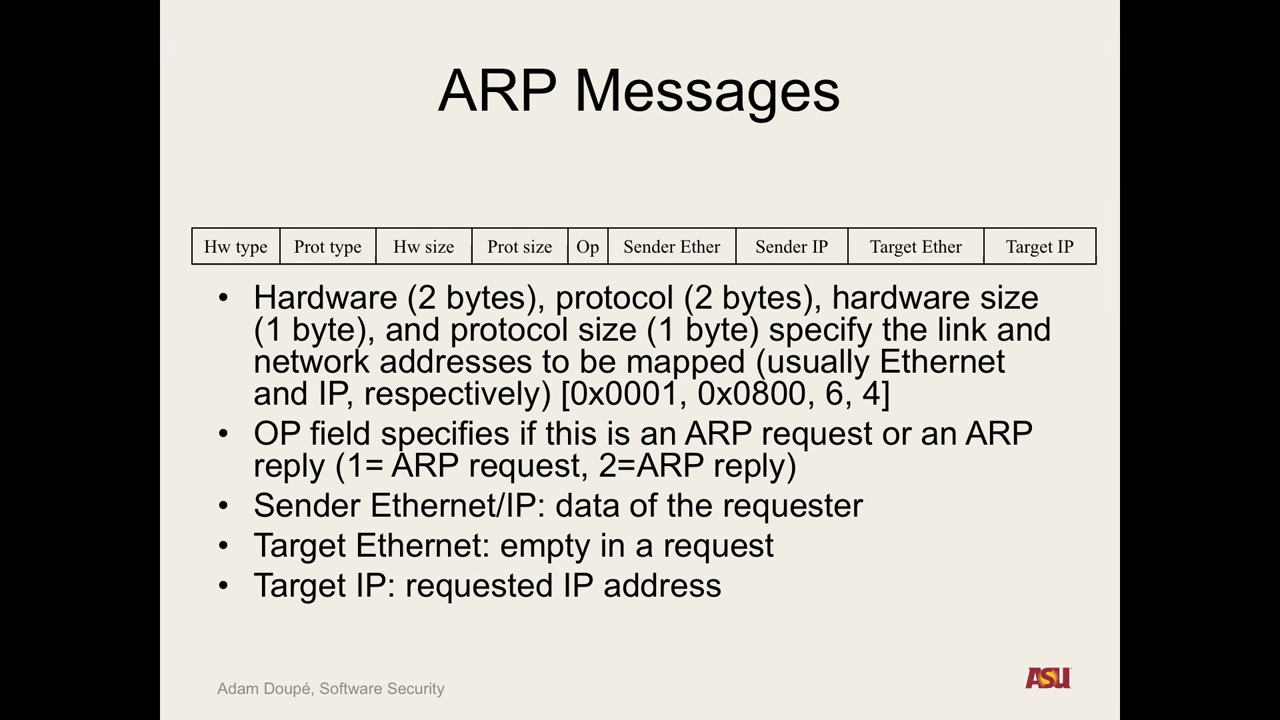 ARP Messages
Hw type Prot type Hw size Prot size Op Sender Ether Sender IP Target Ether Target IP
• Hardware (2 bytes), protocol (2 bytes), hardware size
(1 byte), and protocol size (1 byte) specify the link and
network addresses to be mapped (usually Ethernet
and IP, respectively) [0x0001, 0x0800, 6, 4]
• OP field specifies if this is an ARP request or an ARP
reply (1= ARP request, 2=ARP reply)
• Sender Ethernet/IP: data of the requester
• Target Ethernet: empty in a request
• Target IP: requested IP address
Adam Doupé, Software Security
ASU